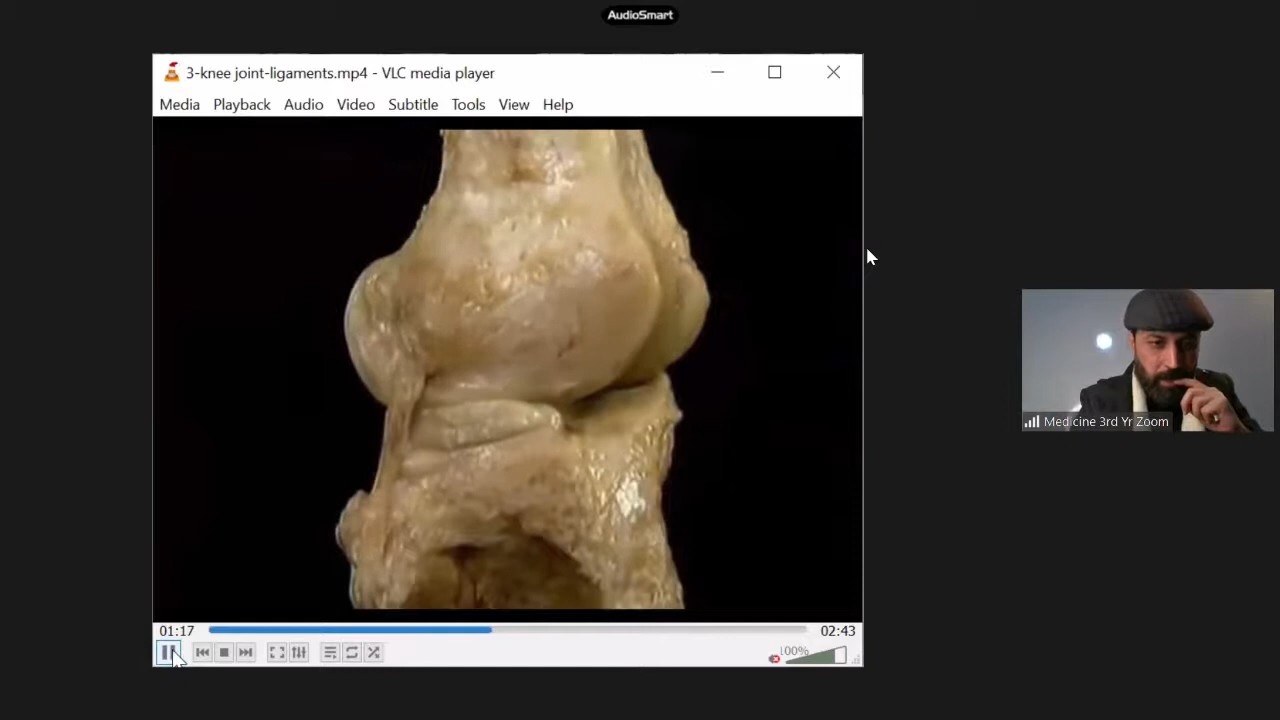 AudioSmart
3-knee joint-ligaments.mp4 - VLC media player
Media Playback Audio Video Subtitle Tools View Help
Medicine 3rd Yr Zoom
01:17
02:43
100%